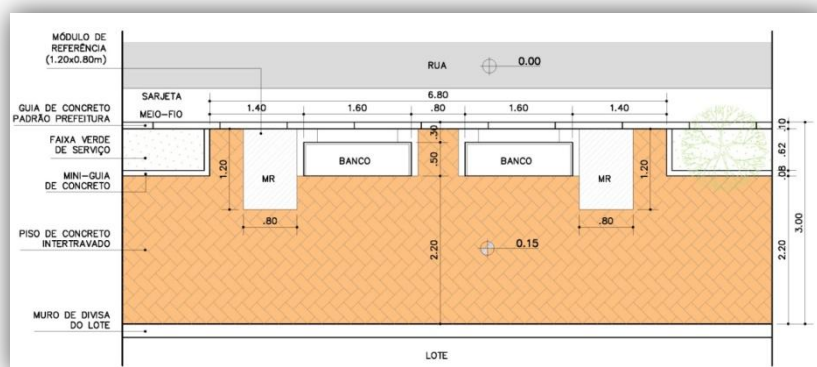 MÓDULO DE
REFERÊNCIA
(1.20x0.80m)
RUA
0.00
SARJETA
MEIO-FIO
6.80
1.40
1.60
.80
1.60
1.40
GUIA DE CONCRETO
PADRÃO PREFEITURA
FAIXA VERDE
DE SERVIÇO
MINI-GUIA
DE CONCRETO
PISO DE CONCRETO
INTERTRAVADO
MURO DE DIVISA
DO LOTE
1.20
MR
.80
BANCO
.30
.50
2.20
BANCO
MR
.80
1.20
0.15
.10
.62
.08
2.20
3.00
LOTE